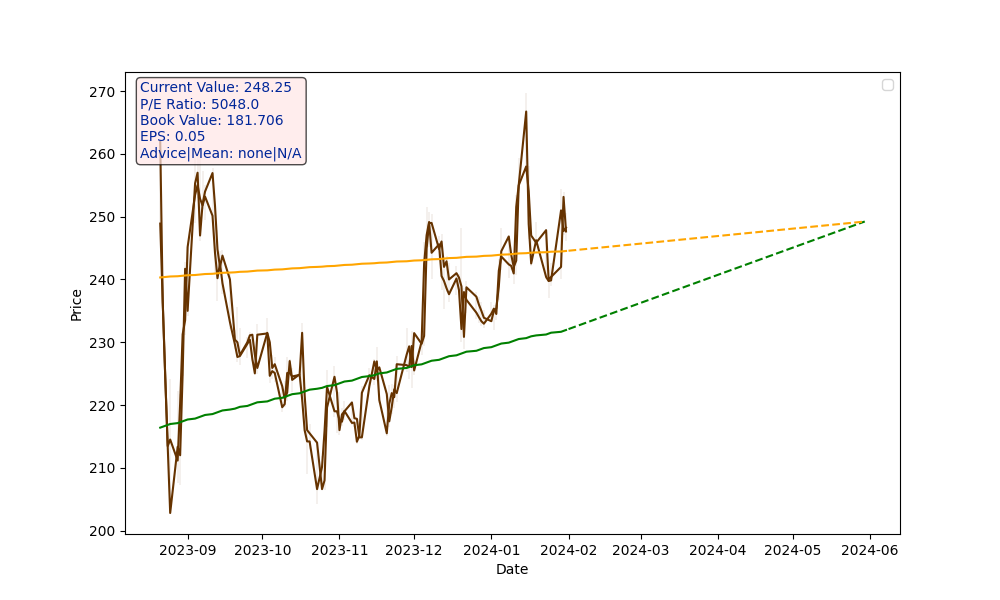 Current Value: 248.25
P/E Ratio: 5048.0
Book Value: 181.706
EPS: 0.05
Advice|Mean: none|N/A
Price
270
260
250
240
230
220
210
200
2023-09 2023-10 2023-11 2023-12 2024-01 2024-02 2024-03 2024-04 2024-05 2024-06
Date